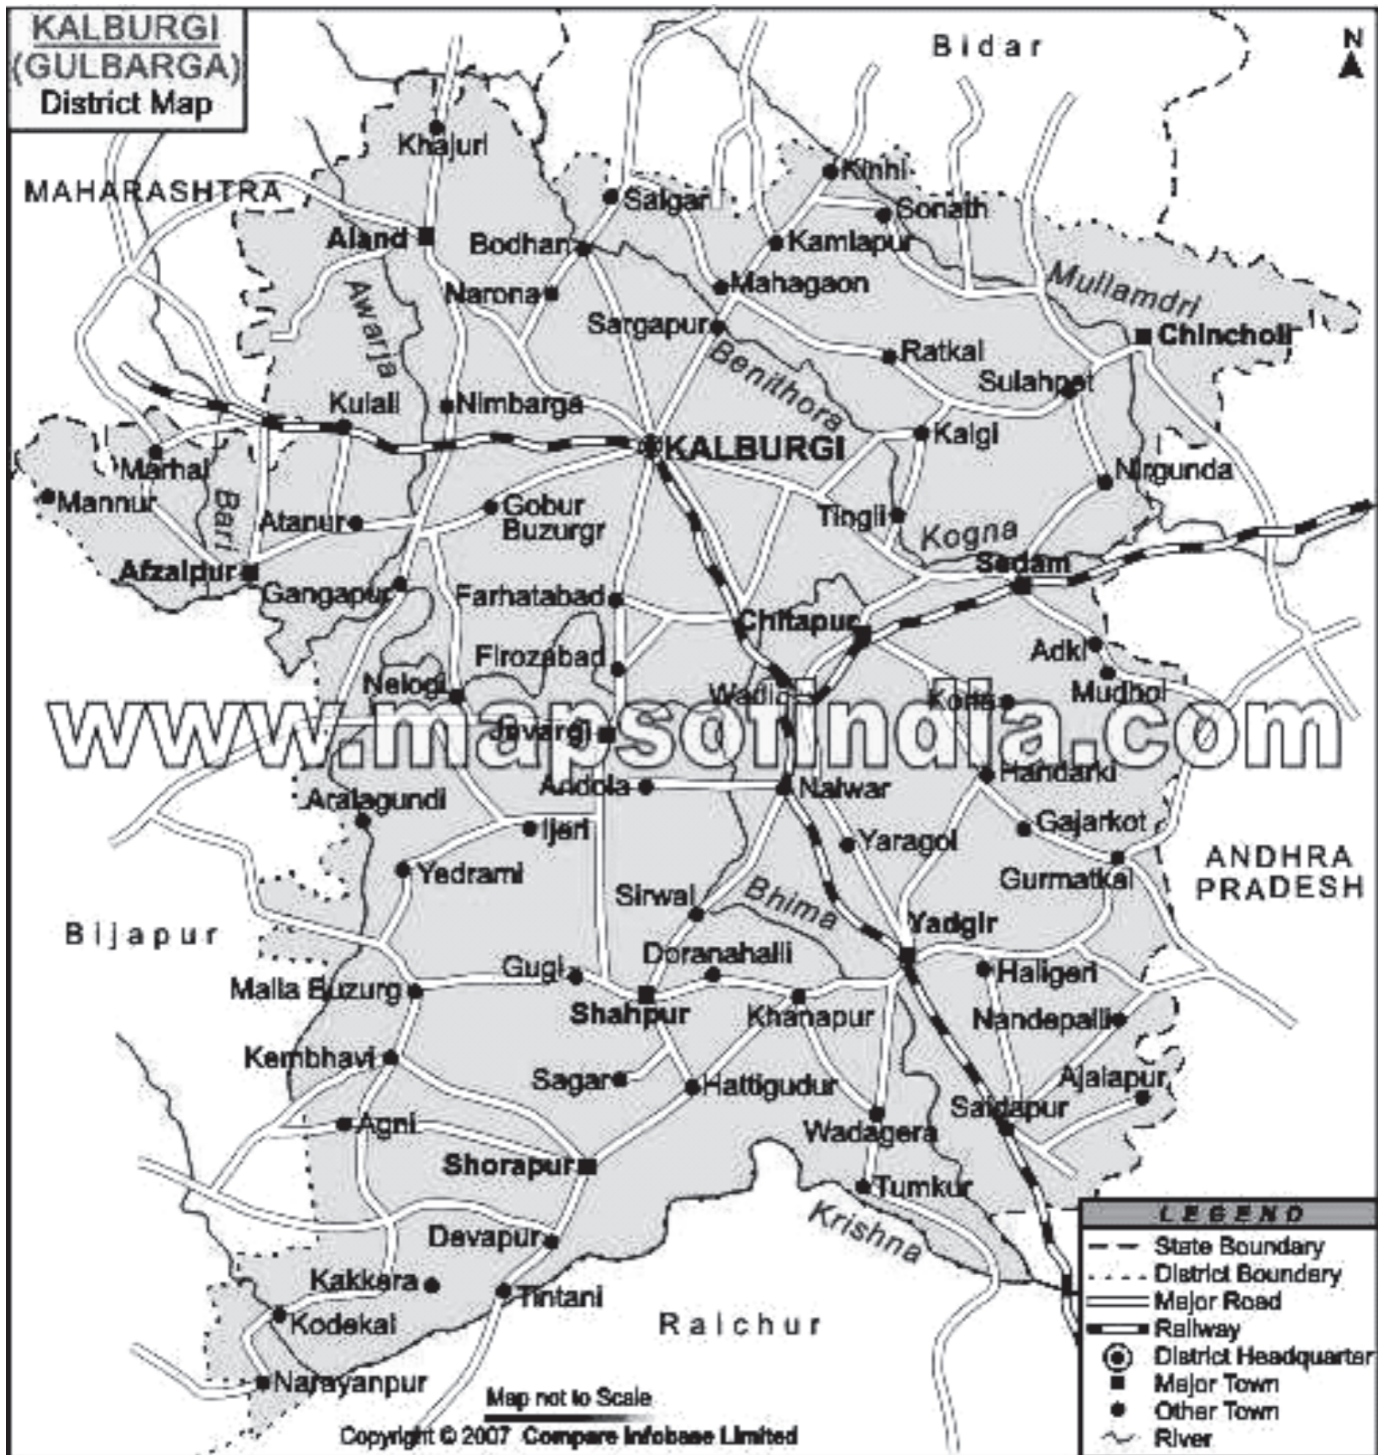 KALBURGI
(GULBARGA)
District Map
Bidar
N
MAHARASHTRA
Khajuri
Kinhi
Salgar
Sonath
Aland
Bodhan
Kamlapur
Mullamdri
Narona
Mahagaon
Awarja
Sargapur
Chincholi
Benithora
Ratkal
Sulahpet
Kulali
Nimbarga
KALBURGI
Kalgi
Marhal
Nirgunda
Mannur
Bari
Atanur
Gobur
Buzurgr
Tingli
Kogna
Sedam
Afzalpur
Gangapur
Farhatabad
Chitapur
Firozabad
Adki
Nelogi
Wadi
Korla
Mudhol
www.mapsofindia.com
Jevargi
Andola
Nalwar
Handarki
Aralagundi
Ijeri
Yaragol
Gajarkot
ANDHRA
PRADESH
Yedrami
Gurmatkal
Sirwal
Bhima
Bijapur
Yadgir
Gugi
Doranahalli
Haligeri
Malla Buzurg
Shahpur
Khanapur
Nandepalli
Kembhavi
Sagar
Hattigudur
Ajalapur
Saidapur
Agni
Wadagera
Shorapur
Tumkur
Krishna
Devapur
Kakkera
Tintani
Kodekal
Raichur
Narayanpur
LEGEND
State Boundary
District Boundary
Major Road
Railway
District Headquarter
Major Town
Other Town
River
Map not to Scale
Copyright © 2007 Compare Infobase Limited